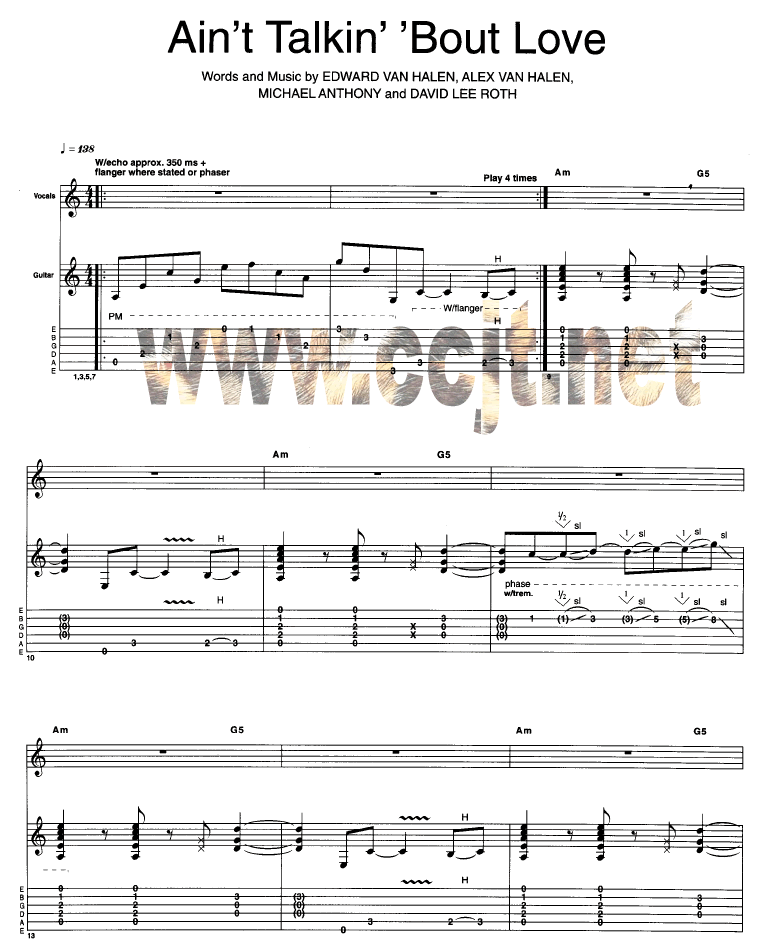 Ain't Talkin' 'Bout Love
Words and Music by EDWARD VAN HALEN, ALEX VAN HALEN,
MICHAEL ANTHONY and DAVID LEE ROTH
♩ = 138
W/echo approx. 350 ms +
flanger where stated or phaser
Play 4 times
Am G5
Vocals
Guitar
H
PM W/flanger
H
E 0 1 3 0 0
B 1 1 3 1 1 3
G 2 2 2 2 X 0
D 2 2 2 X 0
A 0 3 2 3 0 0
E 3
1,3,5,7 9
www.ccjt.net
Am G5
H
1/2 sl 1 sl 1 sl sl
phase
w/trem.
H
1/2 sl 1 sl 1 sl sl
E 0 0
B (3) 1 1 3 (3) 1 (1) 3 (3) 5 (5) 8
G (0) 2 2 X 0 (0)
D (0) 2 2 X 0 (0)
A 3 2 3 0 0
E 0
10
Am G5 Am G5
H
H
E 0 0 0 0
B 1 1 3 (3) 1 1 3
G 2 2 0 (0) 2 2 0
D 2 2 0 (0) 2 2 0
A 0 0 3 2 3 0 0
E 0
13